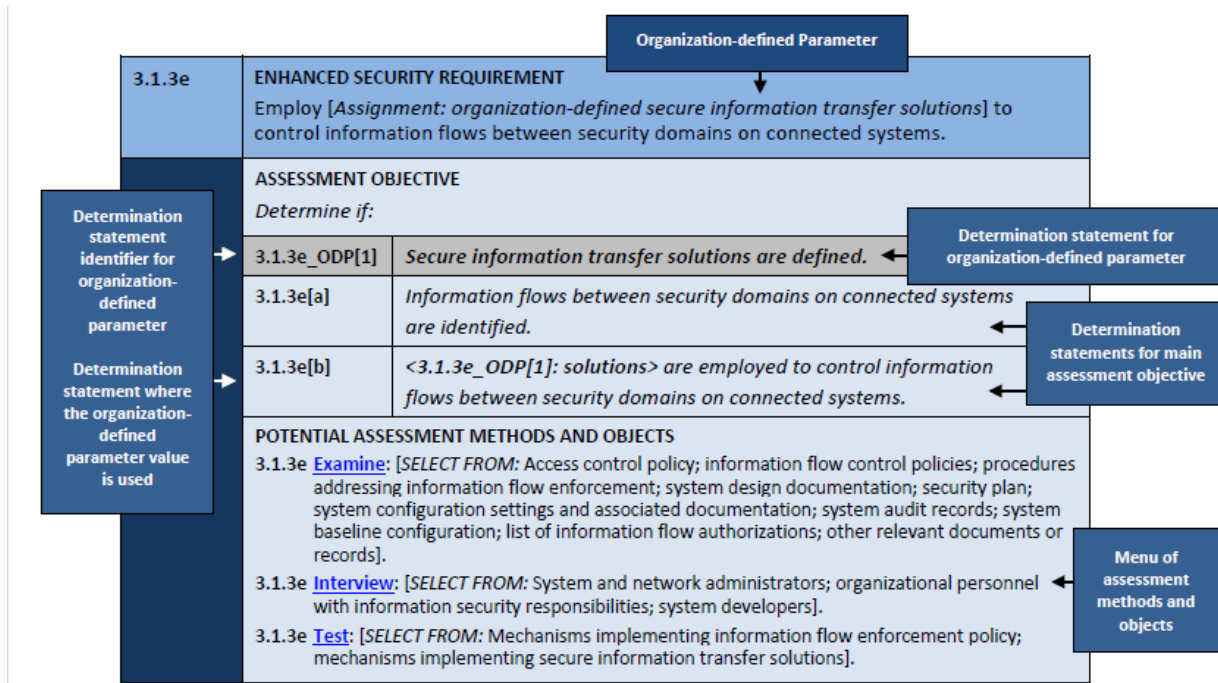 Organization-defined Parameter
3.1.3e
ENHANCED SECURITY REQUIREMENT
Employ [Assignment: organization-defined secure information transfer solutions] to
control information flows between security domains on connected systems.
ASSESSMENT OBJECTIVE
Determine if:
Determination
statement
identifier for
organization-
defined
parameter
3.1.3e_ODP[1]
Secure information transfer solutions are defined.
Determination statement for
organization-defined parameter
3.1.3e[a]
Information flows between security domains on connected systems
are identified.
Determination
statements for main
assessment objective
Determination
statement where
the organization-
defined
parameter value
is used
3.1.3e[b]
<3.1.3e_ODP[1]: solutions> are employed to control information
flows between security domains on connected systems.
POTENTIAL ASSESSMENT METHODS AND OBJECTS
3.1.3e Examine: [SELECT FROM: Access control policy; information flow control policies; procedures
addressing information flow enforcement; system design documentation; security plan;
system configuration settings and associated documentation; system audit records; system
baseline configuration; list of information flow authorizations; other relevant documents or
records].
3.1.3e Interview: [SELECT FROM: System and network administrators; organizational personnel
with information security responsibilities; system developers].
3.1.3e Test: [SELECT FROM: Mechanisms implementing information flow enforcement policy;
mechanisms implementing secure information transfer solutions].
Menu of
assessment
methods and
objects